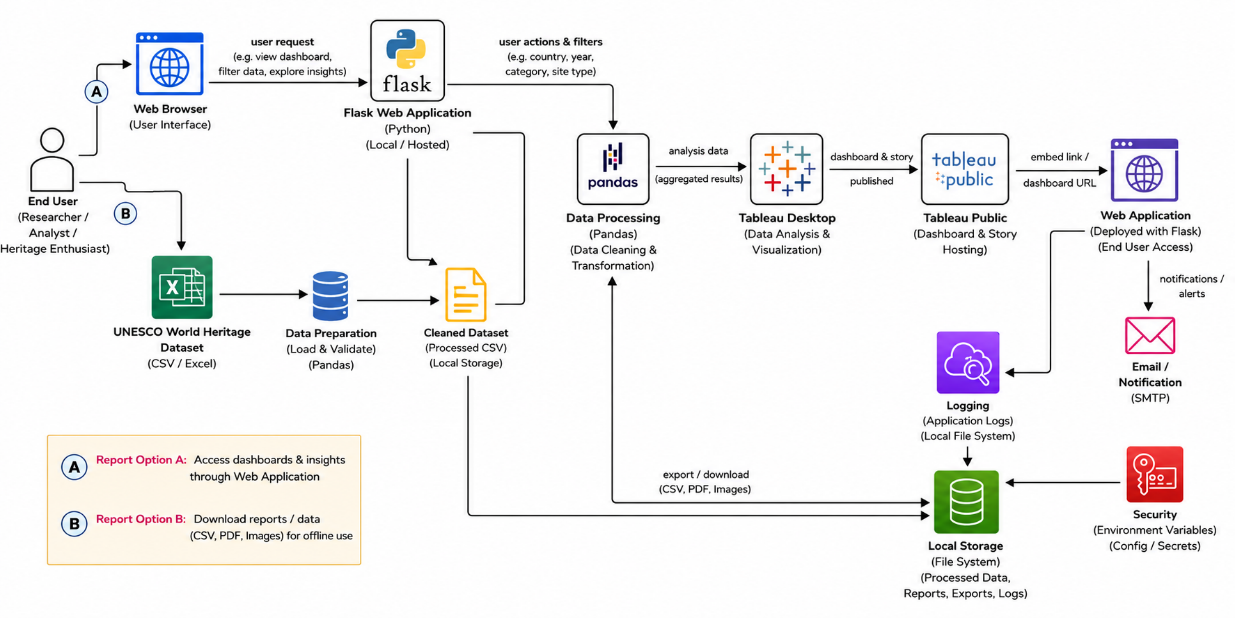 user request
(e.g. view dashboard,
filter data, explore insights)
flask
user actions & filters
(e.g. country, year,
category, site type)
A
Web Browser
(User Interface)
Flask Web Application
(Python)
(Local / Hosted)
pandas
analysis data
(aggregated results)
dashboard & story
published
+ableau
public
embed link /
dashboard URL
End User
(Researcher /
Analyst /
Heritage Enthusiast)
B
Data Processing
(Pandas)
(Data Cleaning &
Transformation)
Tableau Desktop
(Data Analysis &
Visualization)
Tableau Public
(Dashboard & Story
Hosting)
Web Application
(Deployed with Flask)
(End User Access)
notifications /
alerts
X
UNESCO World Heritage
Dataset
(CSV / Excel)
Data Preparation
(Load & Validate)
(Pandas)
Cleaned Dataset
(Processed CSV)
(Local Storage)
Email /
Notification
(SMTP)
Logging
(Application Logs)
(Local File System)
A Report Option A: Access dashboards & insights
through Web Application
B Report Option B: Download reports / data
(CSV, PDF, Images) for offline use
export / download
(CSV, PDF, Images)
Security
(Environment Variables)
(Config / Secrets)
Local Storage
(File System)
(Processed Data,
Reports, Exports, Logs)